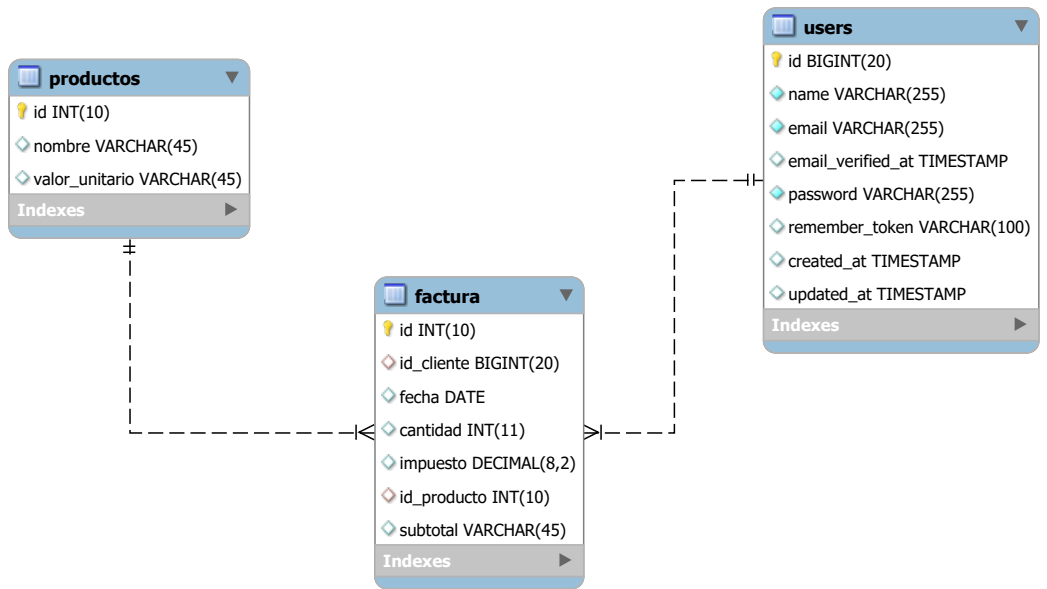 productos
id INT(10)
nombre VARCHAR(45)
valor_unitario VARCHAR(45)
Indexes
factura
id INT(10)
id_cliente BIGINT(20)
fecha DATE
cantidad INT(11)
impuesto DECIMAL(8,2)
id_producto INT(10)
subtotal VARCHAR(45)
Indexes
users
id BIGINT(20)
name VARCHAR(255)
email VARCHAR(255)
email_verified_at TIMESTAMP
password VARCHAR(255)
remember_token VARCHAR(100)
created_at TIMESTAMP
updated_at TIMESTAMP
Indexes